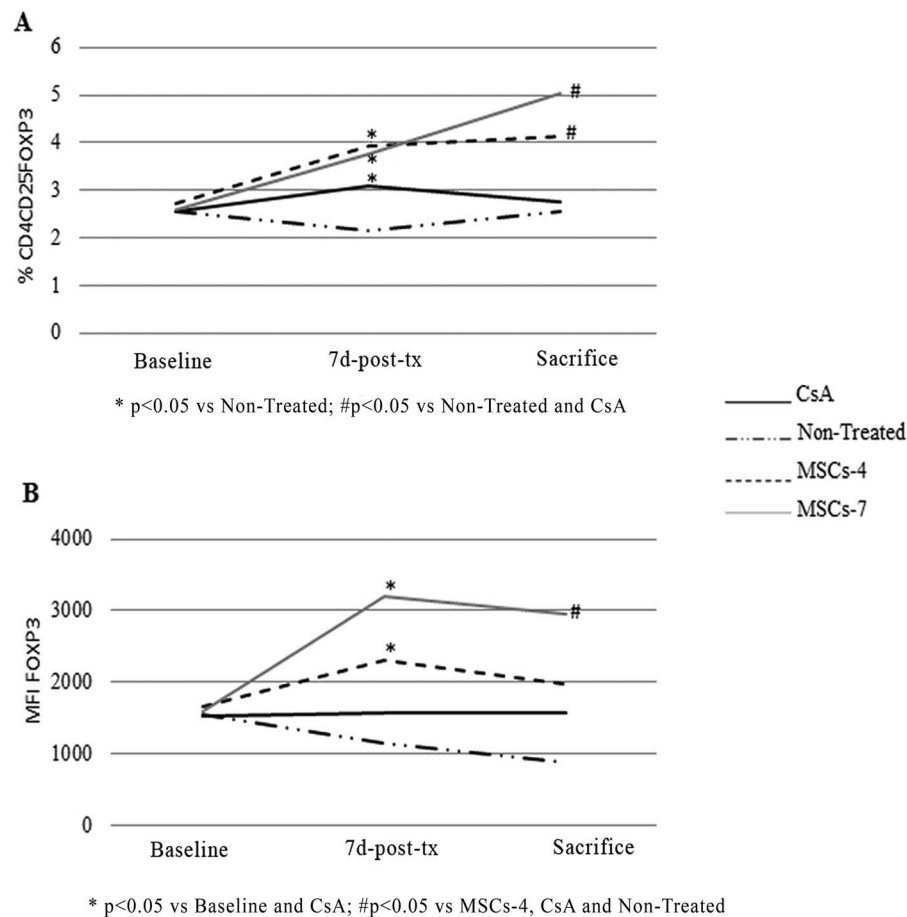 A
6
5
4
3
2
1
0
% CD4CD25FOXP3
*
*
*
#
#
Baseline 7d-post-tx Sacrifice
* p<0.05 vs Non-Treated; #p<0.05 vs Non-Treated and CsA
CsA
Non-Treated
MSCs-4
MSCs-7
B
4000
3000
2000
1000
0
MFI FOXP3
*
*
#
Baseline 7d-post-tx Sacrifice
* p<0.05 vs Baseline and CsA; #p<0.05 vs MSCs-4, CsA and Non-Treated